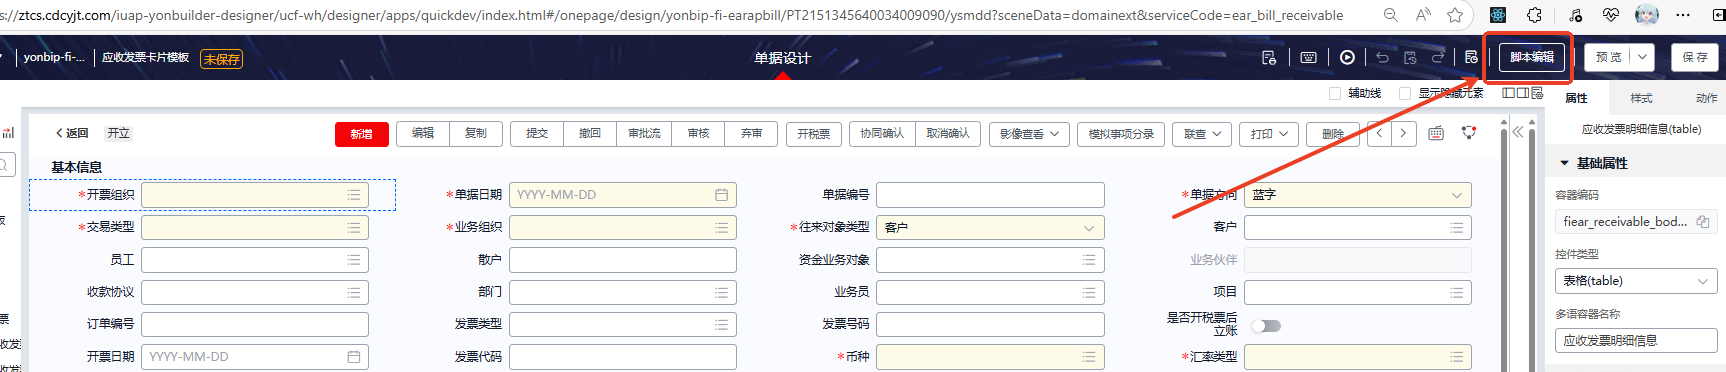 s://ztcs.cdcyjt.com/iuap-yonbuilder-designer/ucf-wh/designer/apps/quickdev/index.html#/onepage/design/yonbip-fi-earapbill/PT2151345640034009090/ysmdd?sceneData=domainext&serviceCode=ear_bill_receivable
yonbip-fi-... 应收发票卡片模板 未保存 单据设计 脚本编辑 预览 保存
辅助线 显示隐藏元素 属性 样式 动作
返回 开立 新增 编辑 复制 提交 撤回 审批流 审核 弃审 开税票 协同确认 取消确认 影像查看 模拟事项分录 联查 打印 删除
应收发票明细信息(table)
基本信息
基础属性
*开票组织 *单据日期 YYYY-MM-DD 单据编号 *单据方向 蓝字
容器编码
fiear_receivable_bod...
*交易类型 *业务组织 *往来对象类型 客户 客户
员工 散户 资金业务对象 业务伙伴
控件类型
表格(table)
收款协议 部门 业务员 项目
多语容器名称
订单编号 发票类型 发票号码 是否开税票后立账
应收发票明细信息
开票日期 YYYY-MM-DD 发票代码 *币种 *汇率类型